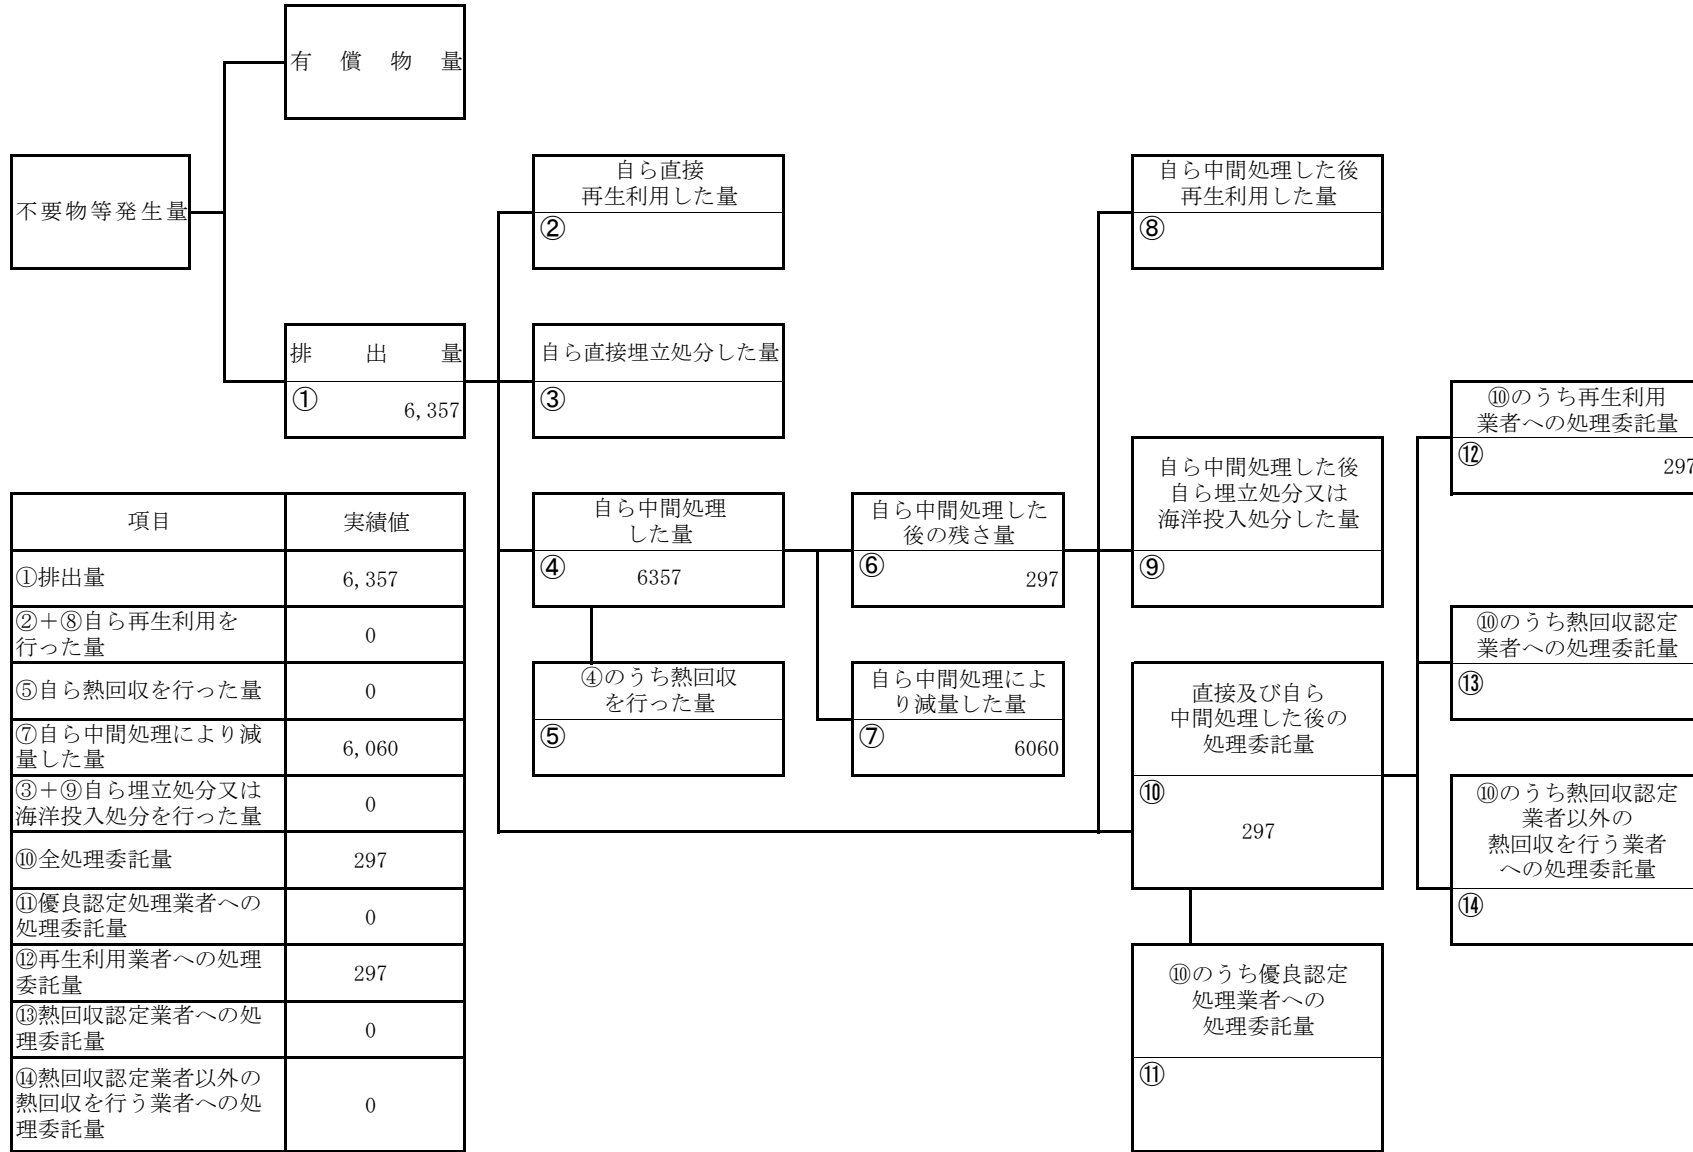 有償物量
不要物等発生量
自ら直接
再生利用した量
②
自ら中間処理した後
再生利用した量
⑧
排出量
①
6,357
自ら直接埋立処分した量
③
⑩のうち再生利用
業者への処理委託量
⑫
297
自ら中間処理した後
自ら埋立処分又は
海洋投入処分した量
⑨
自ら中間処理
した量
④
6357
自ら中間処理した
後の残さ量
⑥
297
⑩のうち熱回収認定
業者への処理委託量
⑬
④のうち熱回収
を行った量
⑤
自ら中間処理によ
り減量した量
⑦
6060
直接及び自ら
中間処理した後の
処理委託量
⑩
297
⑩のうち熱回収認定
業者以外の
熱回収を行う業者
への処理委託量
⑭
⑩のうち優良認定
処理業者への
処理委託量
⑪
項目 実績値
①排出量 6,357
②+⑧自ら再生利用を
行った量 0
⑤自ら熱回収を行った量 0
⑦自ら中間処理により減
量した量 6,060
③+⑨自ら埋立処分又は
海洋投入処分を行った量 0
⑩全処理委託量 297
⑪優良認定処理業者への
処理委託量 0
⑫再生利用業者への処理
委託量 297
⑬熱回収認定業者への処
理委託量 0
⑭熱回収認定業者以外の
熱回収を行う業者への処
理委託量 0